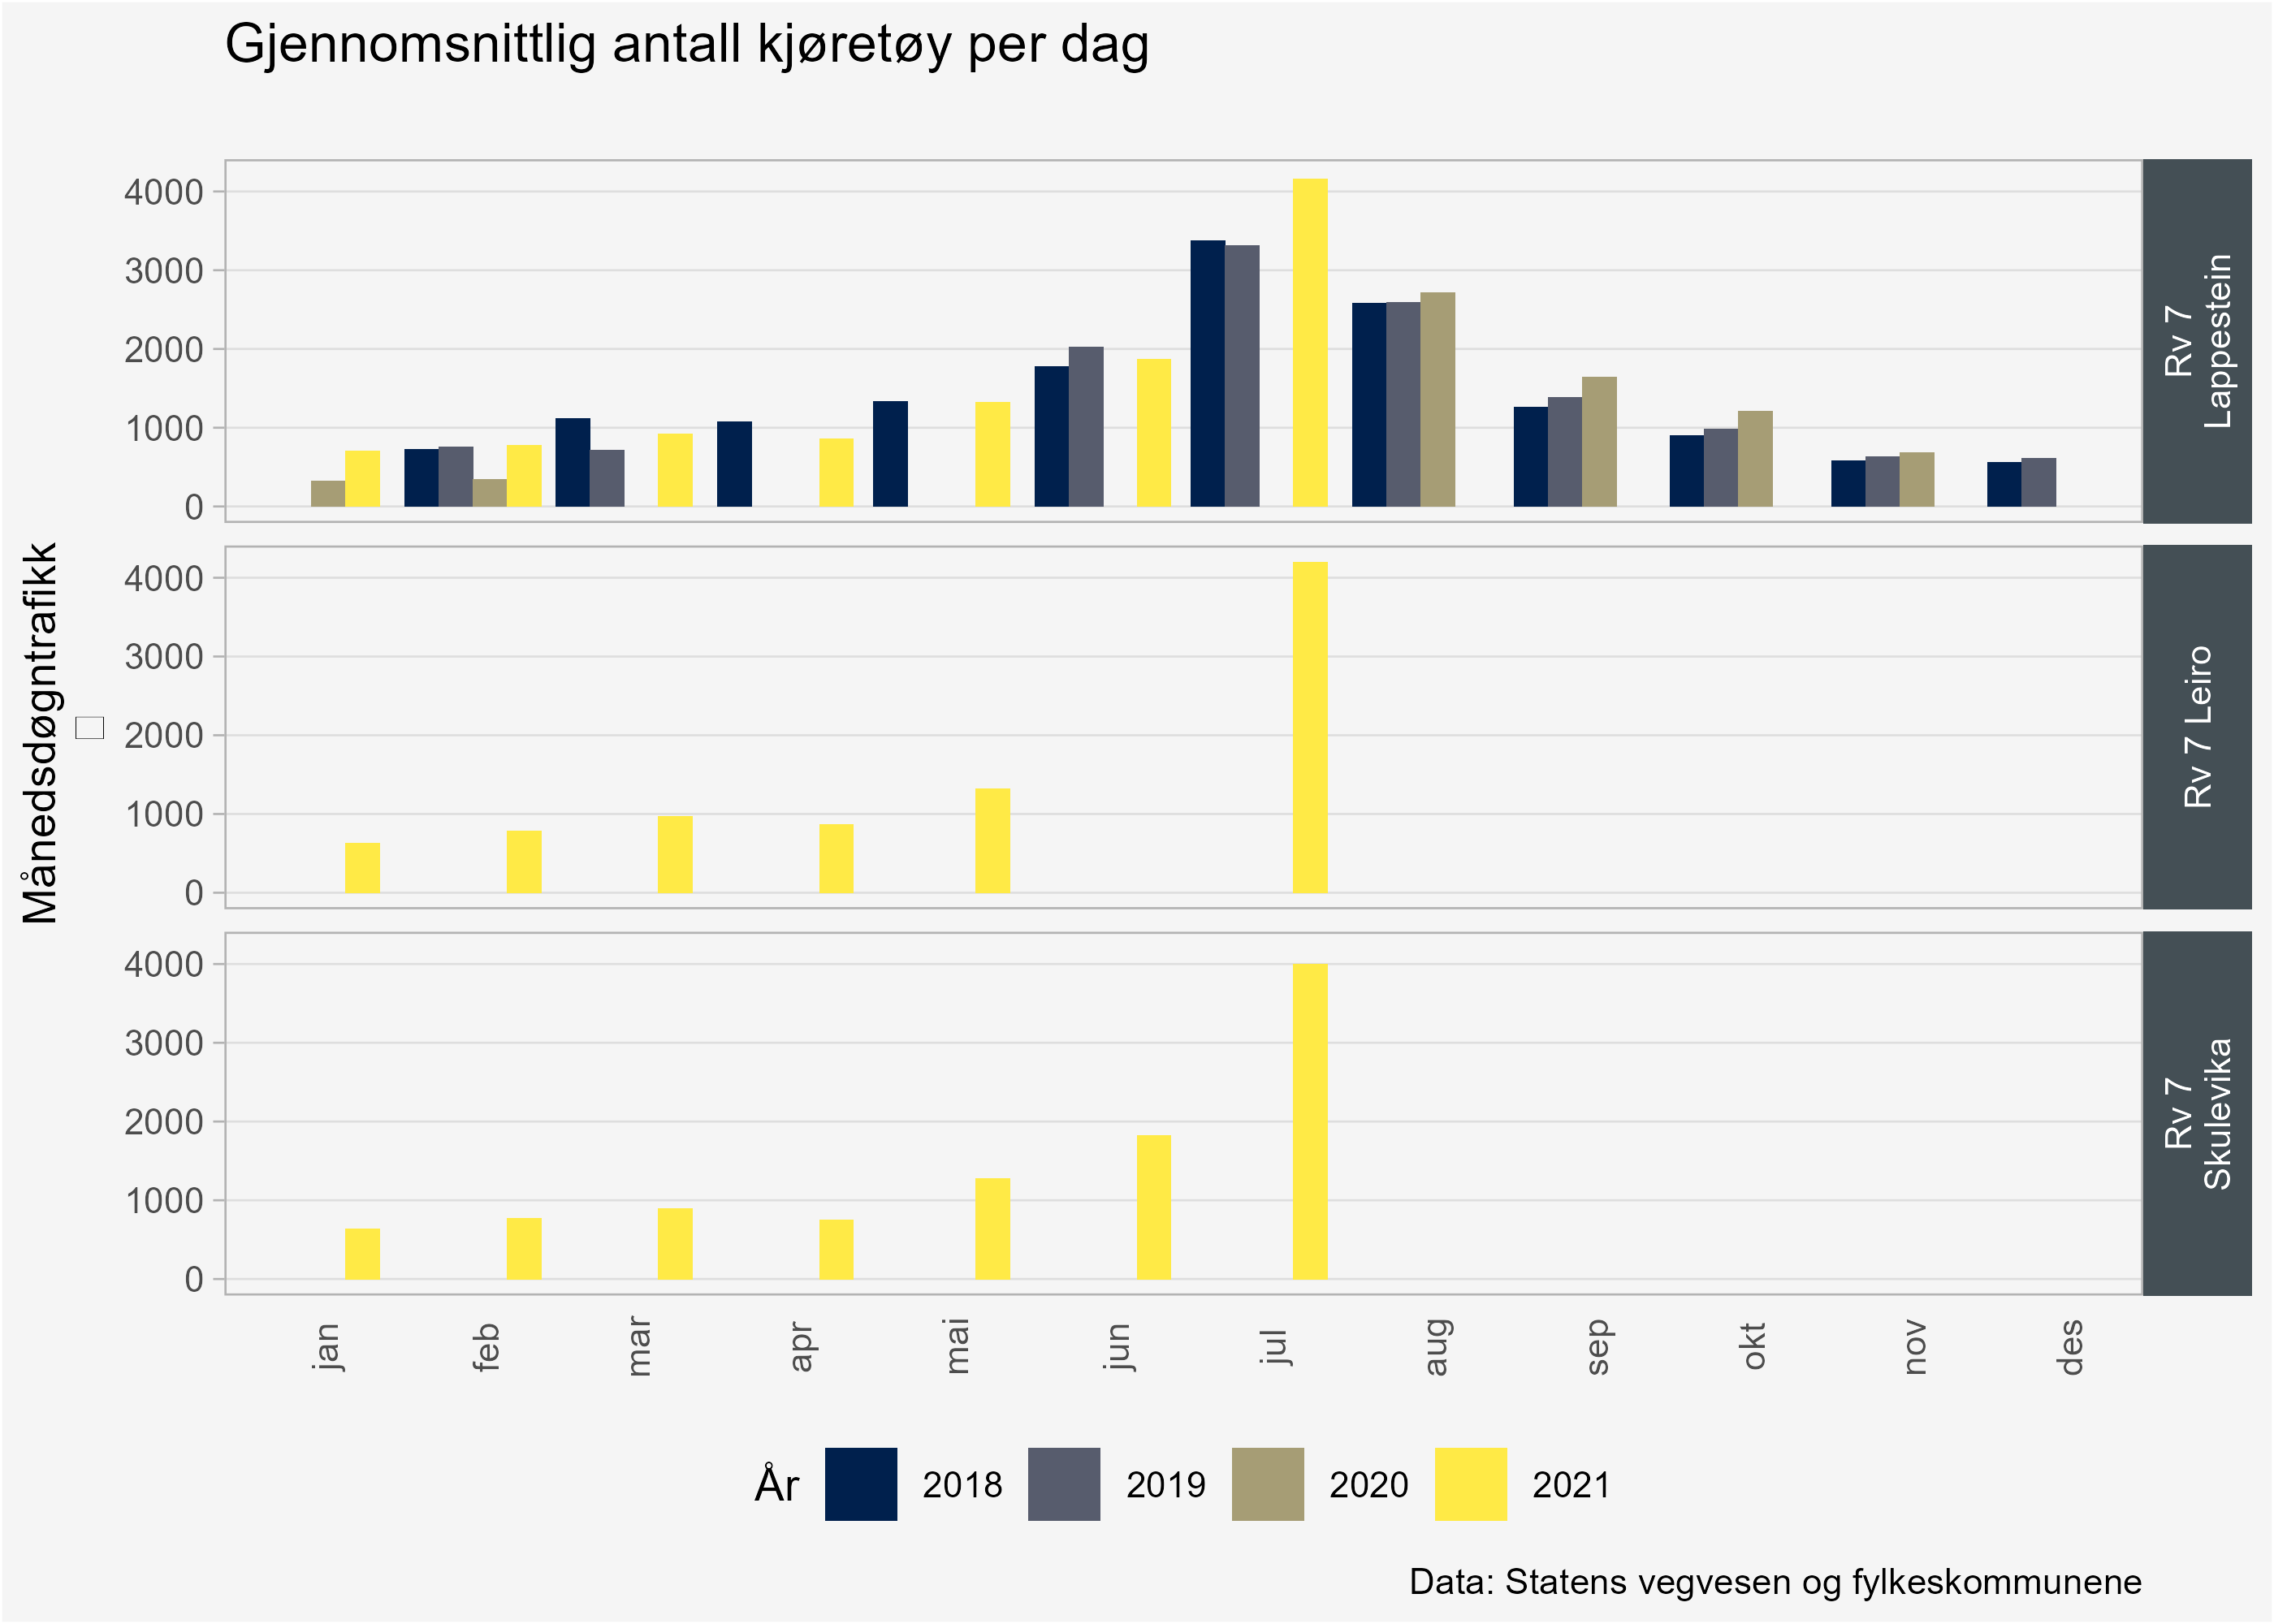 Gjennomsnittlig antall kjøretøy per dag
Månedsdøgntrafikk
4000
3000
2000
1000
0
Rv 7
Lappestein
4000
3000
2000
1000
0
Rv 7 Leiro
4000
3000
2000
1000
0
Rv 7
Skulevika
jan feb mar apr mai jun jul aug sep okt nov des
År 2018 2019 2020 2021
Data: Statens vegvesen og fylkeskommunene